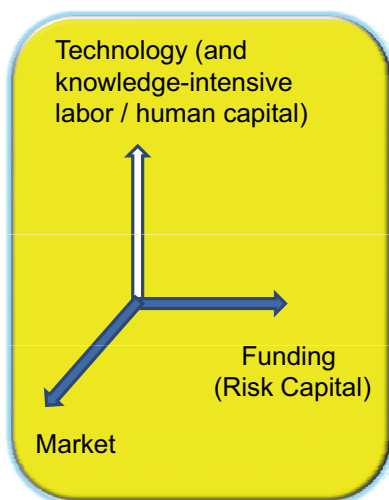 Technology (and
knowledge-intensive
labor / human capital)
Funding
(Risk Capital)
Market